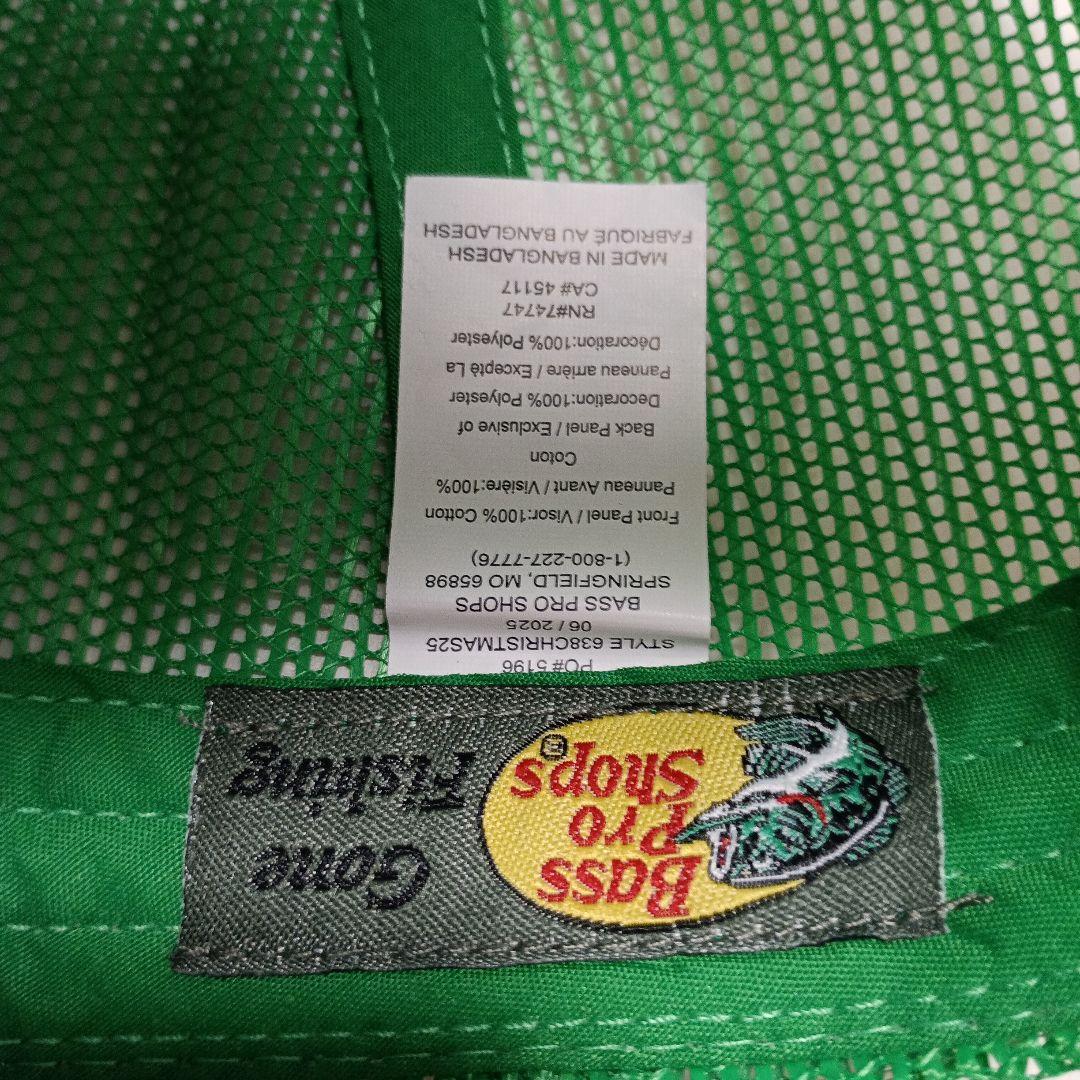 PO# 5196
STYLE 638CHRISTMAS25
06 / 2025
BASS PRO SHOPS
SPRINGFIELD, MO 65898
(1-800-227-7776)
Front Panel / Visor:100% Cotton
Panneau Avant / Visière:100%
Coton
Back Panel / Exclusive of
Decoration:100% Polyester
Panneau arrière / Excepté La
Décoration:100% Polyester
RN#74747
CA# 45117
MADE IN BANGLADESH
FABRIQUÉ AU BANGLADESH
Bass
Pro
Shops®
Gone
Fishing